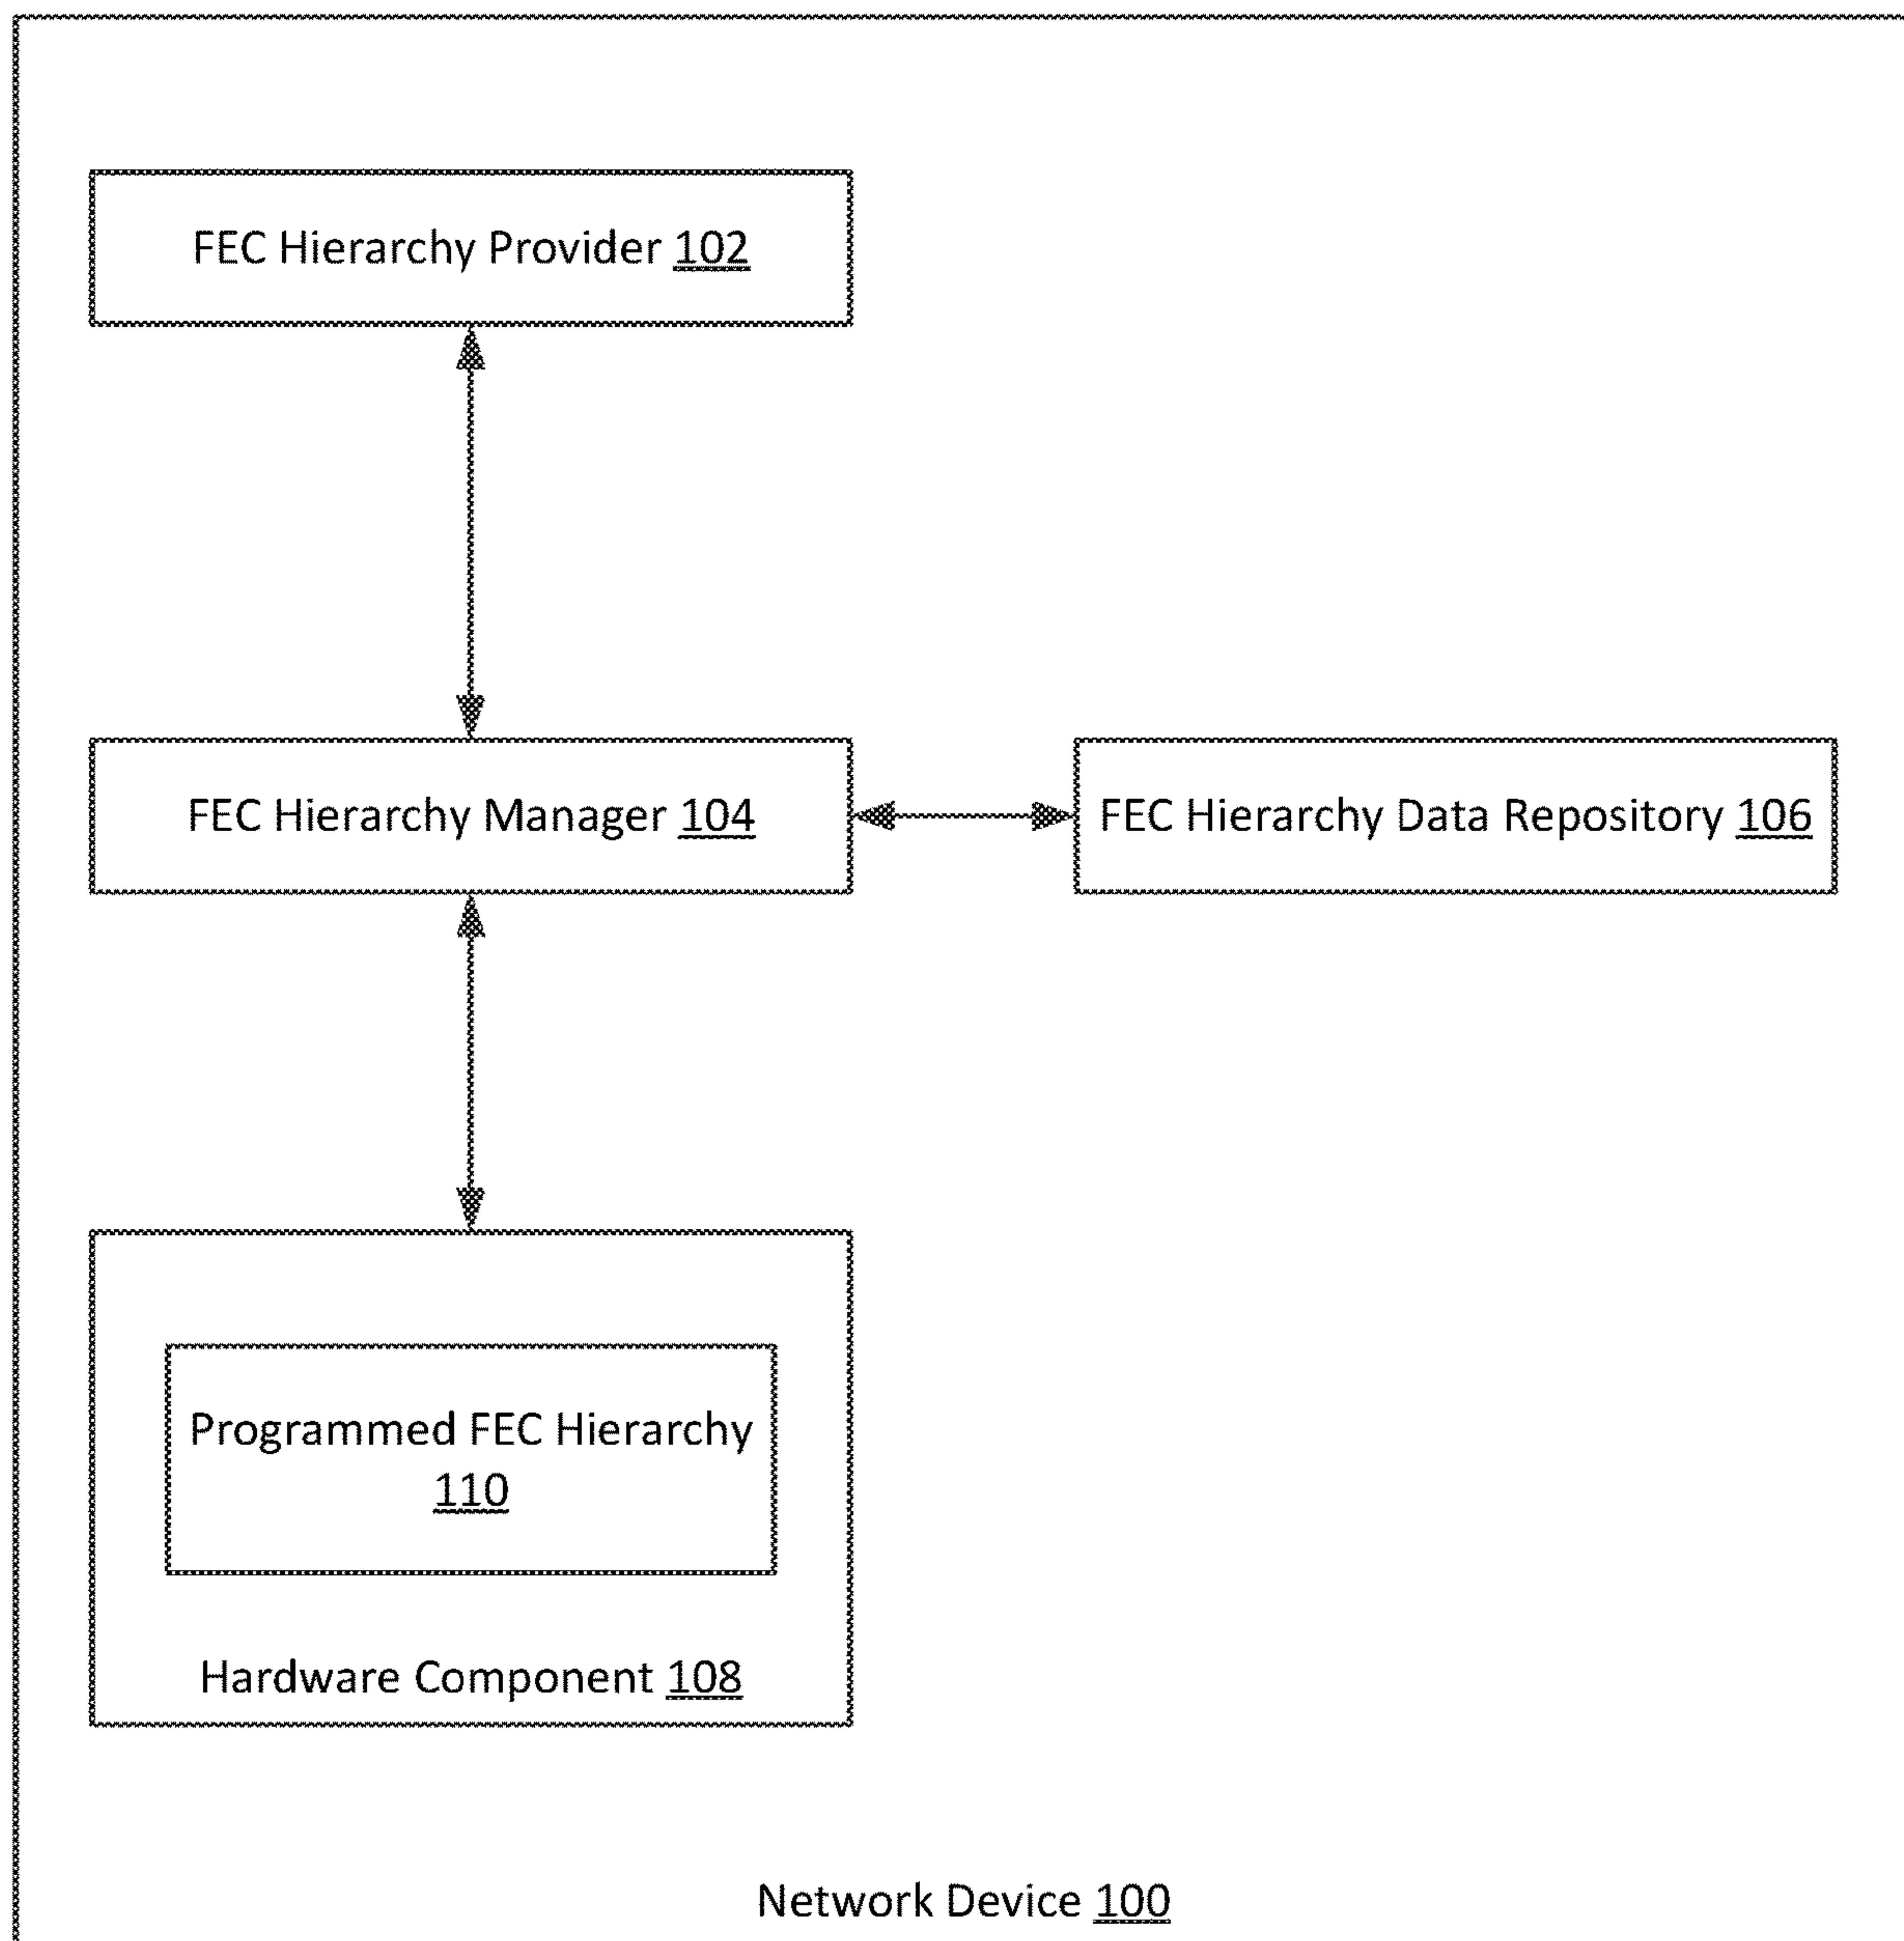 FEC Hierarchy Provider 102
FEC Hierarchy Manager 104
FEC Hierarchy Data Repository 106
Programmed FEC Hierarchy
110
Hardware Component 108
Network Device 100